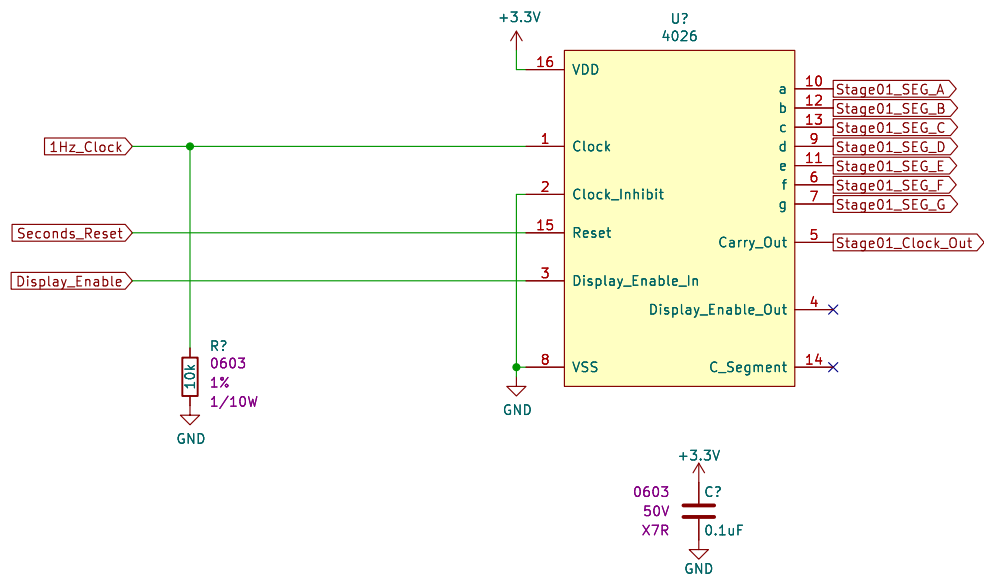 +3.3V
U?
4026
16
VDD
a
10
Stage01_SEG_A
b
12
Stage01_SEG_B
c
13
Stage01_SEG_C
1Hz_Clock
1
Clock
d
9
Stage01_SEG_D
e
11
Stage01_SEG_E
2
Clock_Inhibit
f
6
Stage01_SEG_F
g
7
Stage01_SEG_G
Seconds_Reset
15
Reset
Carry_Out
5
Stage01_Clock_Out
Display_Enable
3
Display_Enable_In
Display_Enable_Out
4
8
VSS
C_Segment
14
R?
0603
1%
1/10W
10k
GND
GND
+3.3V
0603
50V
X7R
C?
0.1uF
GND